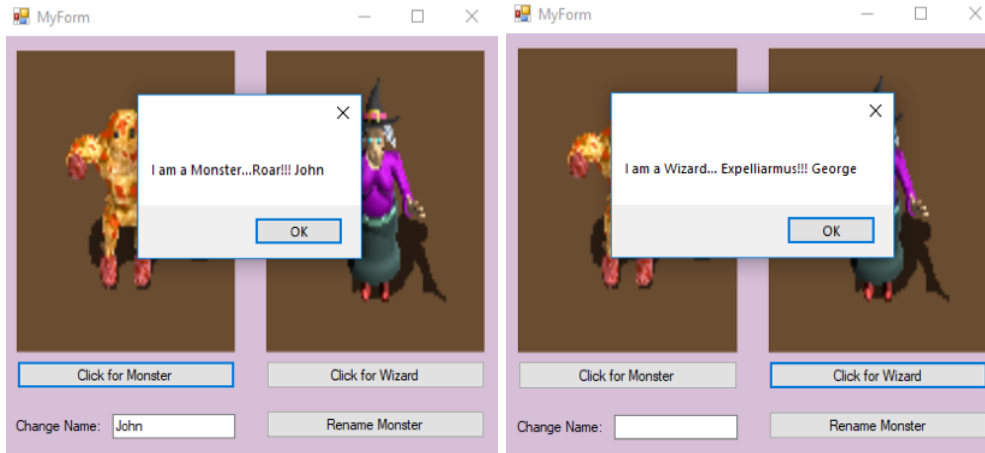 MyForm
I am a Monster...Roar!!! John
OK
Click for Monster
Click for Wizard
Change Name:
John
Rename Monster
MyForm
I am a Wizard... Expelliarmus!!! George
OK
Click for Monster
Click for Wizard
Change Name:
Rename Monster